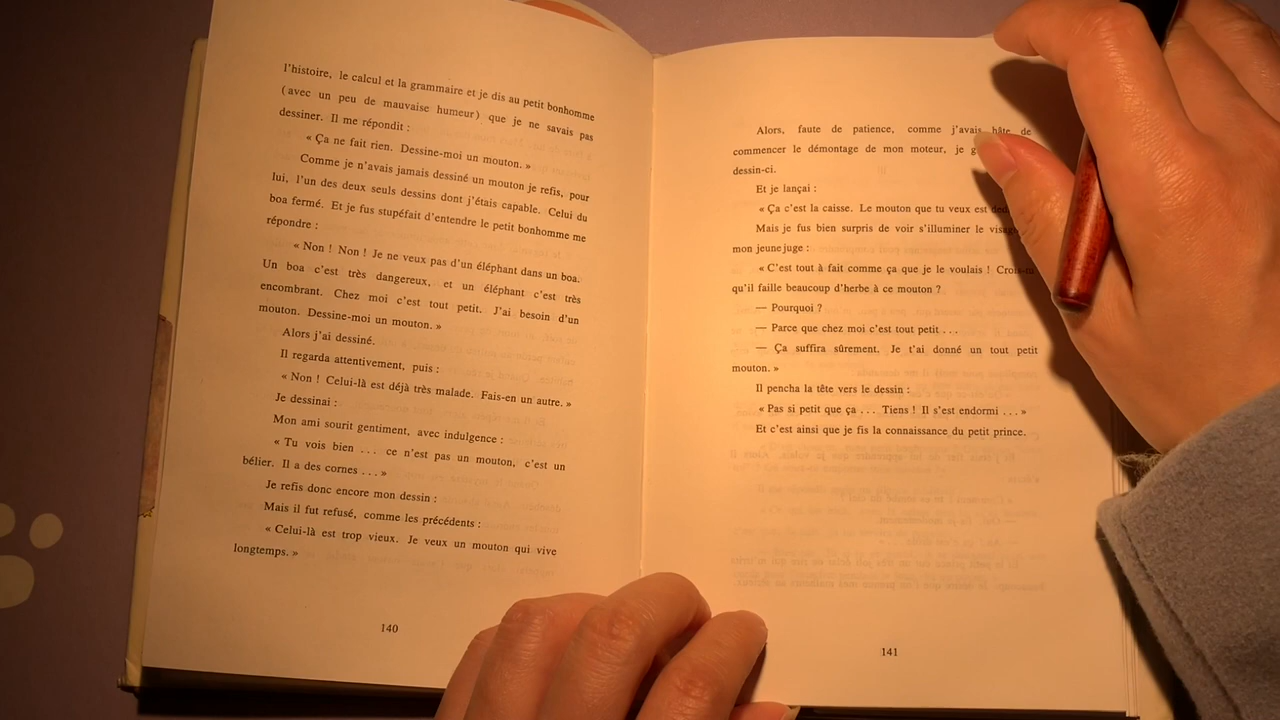 l'histoire, le calcul et la grammaire et je dis au petit bonhomme
(avec un peu de mauvaise humeur) que je ne savais pas
dessiner. Il me répondit :
« Ça ne fait rien. Dessine-moi un mouton. »
Comme je n'avais jamais dessiné un mouton je refis, pour
lui, l'un des deux seuls dessins dont j'étais capable. Celui du
boa fermé. Et je fus stupéfait d'entendre le petit bonhomme me
répondre :
« Non ! Non ! Je ne veux pas d'un éléphant dans un boa.
Un boa c'est très dangereux, et un éléphant c'est très
encombrant. Chez moi c'est tout petit. J'ai besoin d'un
mouton. Dessine-moi un mouton. »
Alors j'ai dessiné.
Il regarda attentivement, puis :
« Non ! Celui-là est déjà très malade. Fais-en un autre. »
Je dessinai :
Mon ami sourit gentiment, avec indulgence :
« Tu vois bien ... ce n'est pas un mouton, c'est un
bélier. Il a des cornes ... »
Je refis donc encore mon dessin :
Mais il fut refusé, comme les précédents :
« Celui-là est trop vieux. Je veux un mouton qui vive
longtemps. »
140
Alors, faute de patience, comme j'avais hâte de
commencer le démontage de mon moteur, je
dessin-ci.
Et je lançai :
« Ça c'est la caisse. Le mouton que tu veux est
Mais je fus bien surpris de voir s'illuminer le
mon jeune juge :
« C'est tout à fait comme ça que je le voulais ! Crois-tu
qu'il faille beaucoup d'herbe à ce mouton ?
— Pourquoi ?
— Parce que chez moi c'est tout petit ...
— Ça suffira sûrement. Je t'ai donné un tout petit
mouton. »
Il pencha la tête vers le dessin :
« Pas si petit que ça ... Tiens ! Il s'est endormi ... »
Et c'est ainsi que je fis la connaissance du petit prince.
141